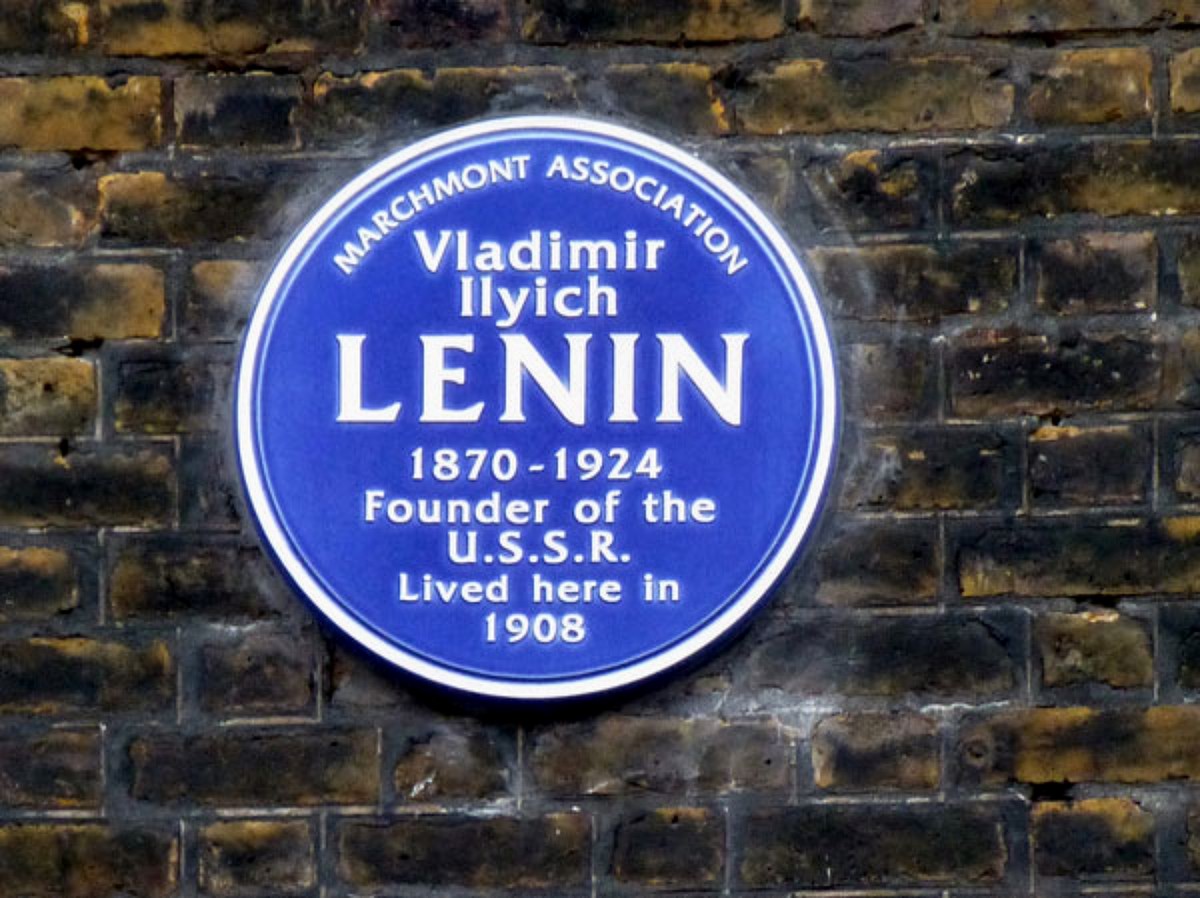 MARCHMONT ASSOCIATION
Vladimir
Ilyich
LENIN
1870-1924
Founder of the
U.S.S.R.
Lived here in
1908